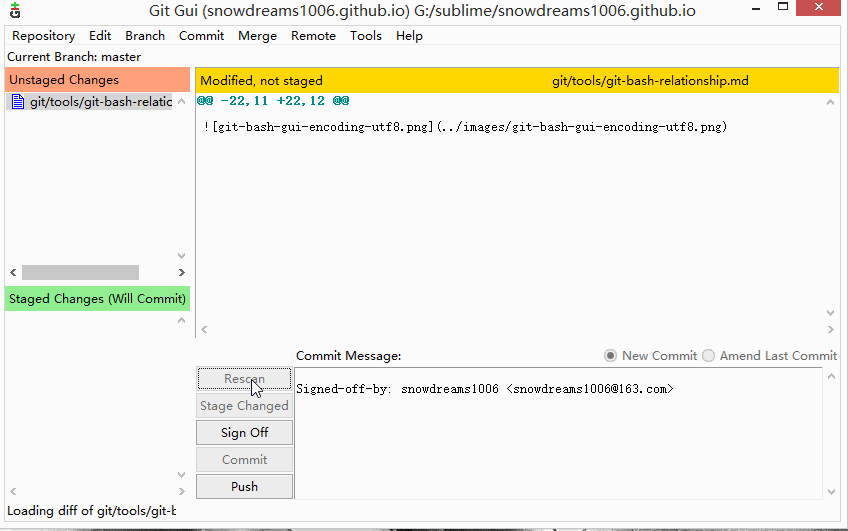 Git Gui (snowdreams1006.github.io) G:/sublime/snowdreams1006.github.io
Repository Edit Branch Commit Merge Remote Tools Help
Current Branch: master
Unstaged Changes
git/tools/git-bash-relatic
Modified, not staged git/tools/git-bash-relationship.md
@@ -22,11 +22,12 @@
![git-bash-gui-encoding-utf8.png](../images/git-bash-gui-encoding-utf8.png)
Staged Changes (Will Commit)
Commit Message: New Commit Amend Last Commit
Rescan
Stage Changed
Sign Off
Commit
Push
Signed-off-by: snowdreams1006 <snowdreams1006@163.com>
Loading diff of git/tools/git-b